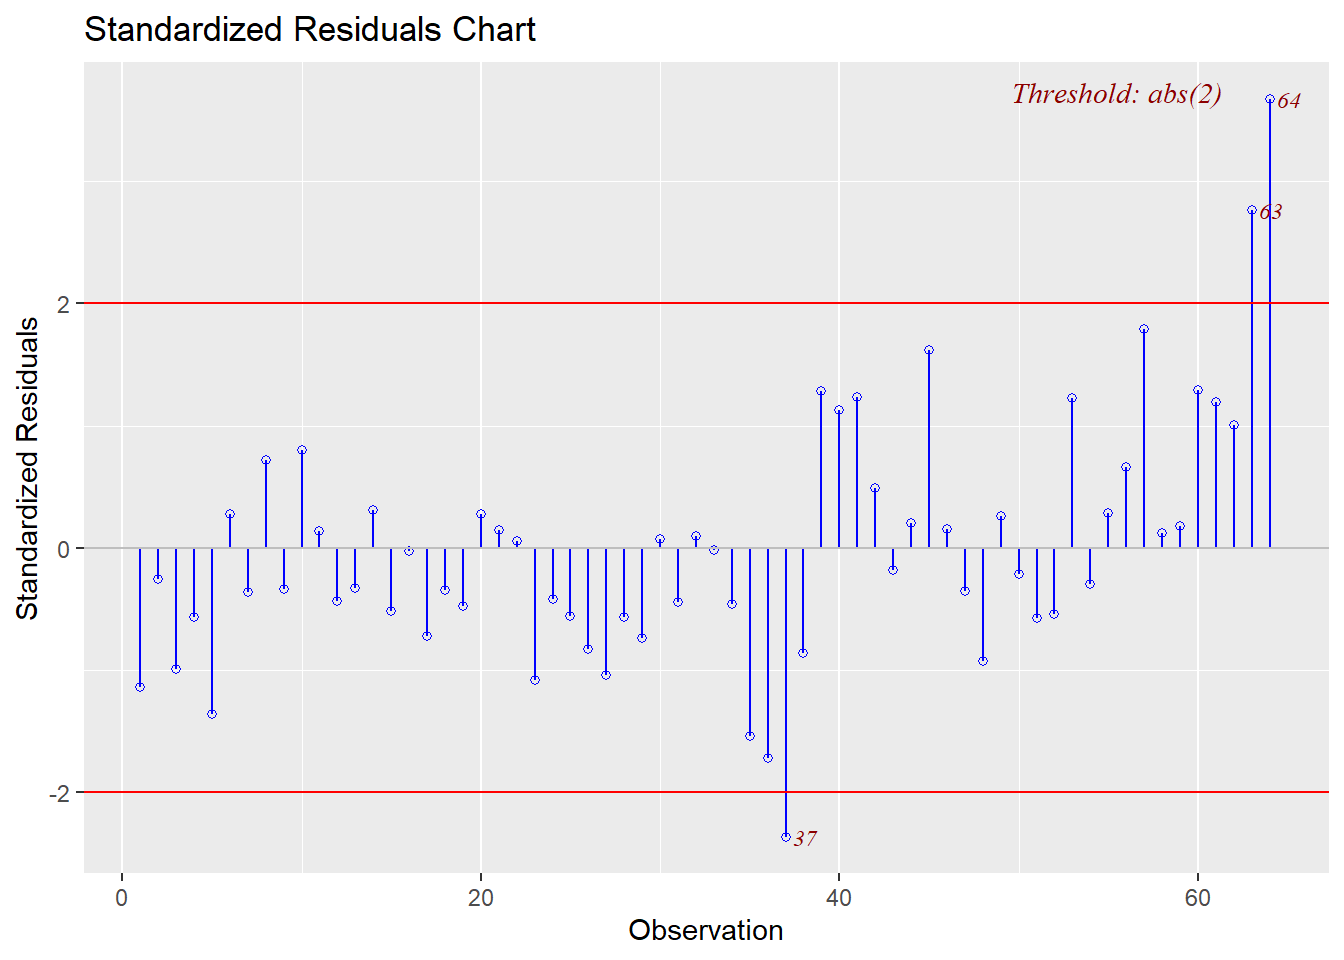 Standardized Residuals Chart
Threshold: abs(2)
64
63
2
0
-2
37
Standardized Residuals
0 20 40 60
Observation